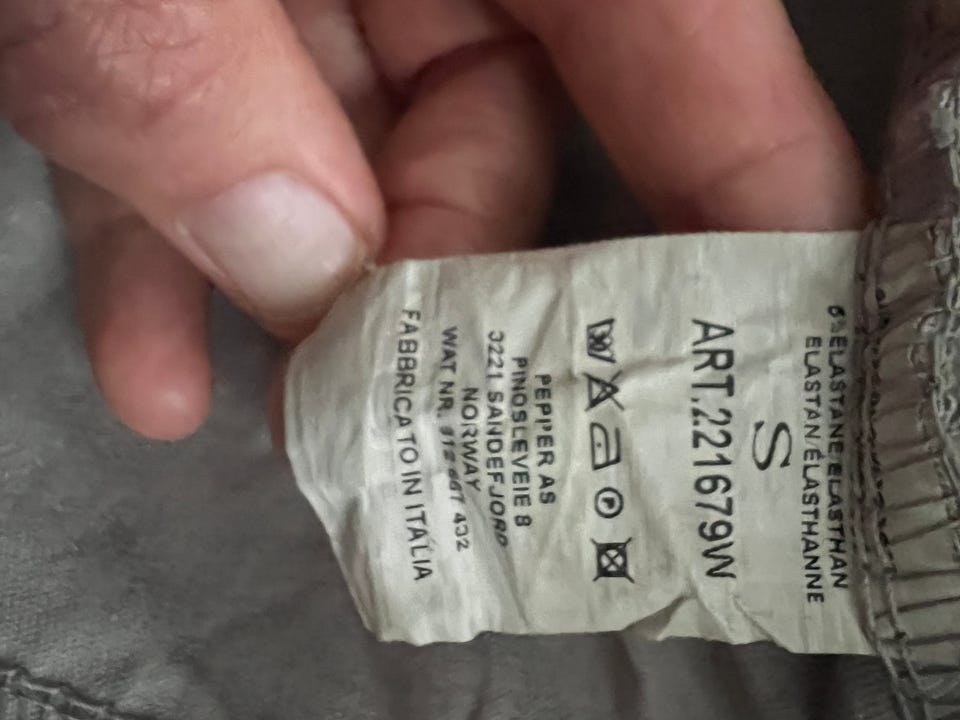 6%ELASTANE/ELASTHAN
ELASTAN/ÉLASTHANNE
S
ART.221679W
PEPPER AS
PINOSLEVEIE 8
3221 SANDEFJORD
NORWAY
WAT NR. 432
FABBRICATO IN ITALIA